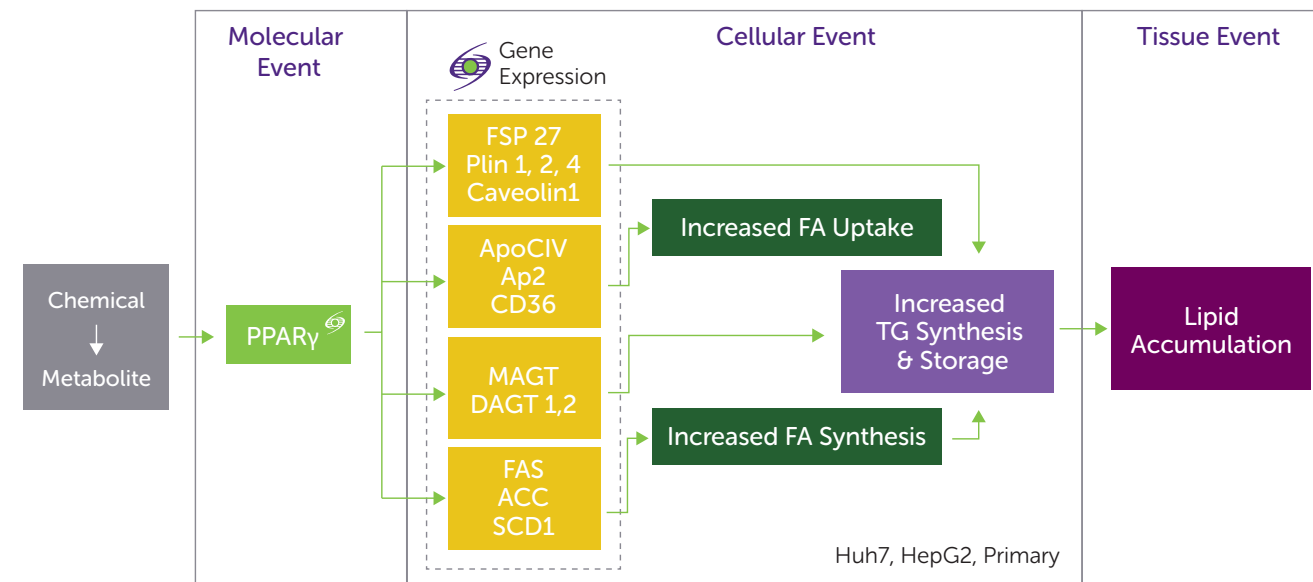 Molecular
Event
Cellular Event
Tissue Event
Gene
Expression
Chemical
Metabolite
PPARγ
FSP 27
Plin 1, 2, 4
Caveolin1
ApoCIV
Ap2
CD36
MAGT
DAGT 1,2
FAS
ACC
SCD1
Increased FA Uptake
Increased FA Synthesis
Increased
TG Synthesis
& Storage
Lipid
Accumulation
Huh7, HepG2, Primary